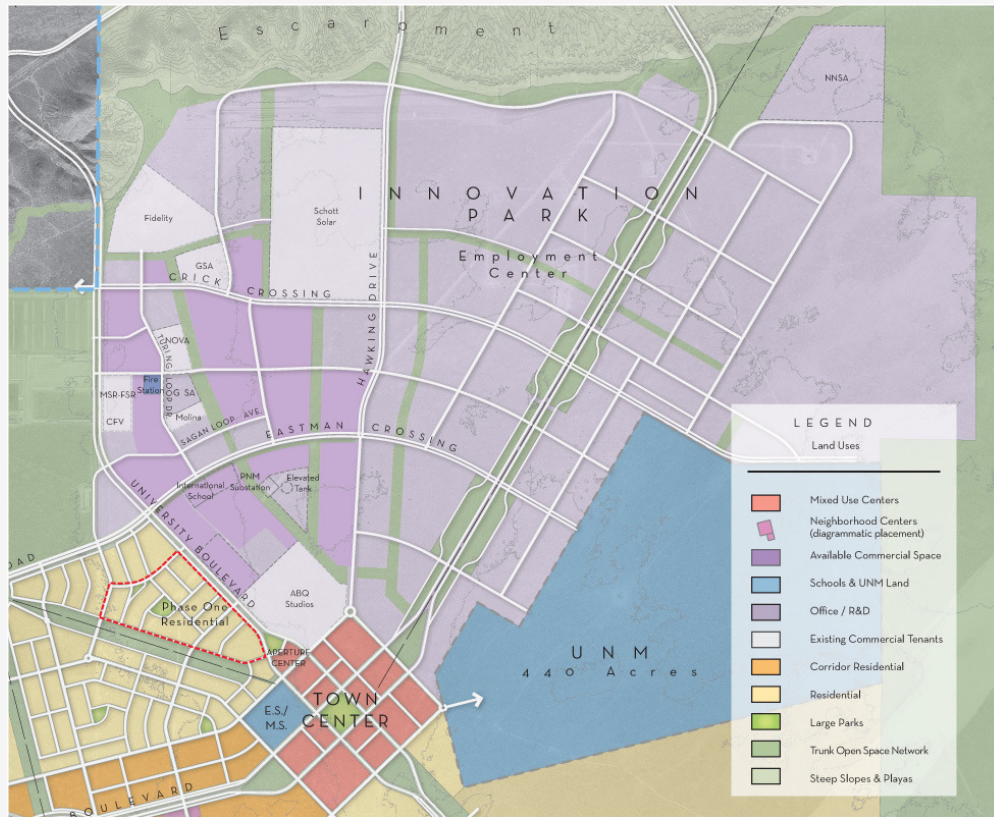 Escarpment
NNSA
INNOVATION
PARK
Employment
Center
Fidelity
Schott
Solar
GSA
CRICK CROSSING
HAWKING DRIVE
NOVA
TURING LOOP DR.
Fire
Station
MSR-FSR
G SA
CFV
Molina
SAGAN LOOP AVE.
EASTMAN CROSSING
International
School
PNM
Substation
Elevated
Tank
UNIVERSITY BOULEVARD
OAD
ABQ
Studios
Phase One
Residential
APERTURE
CENTER
TOWN
CENTER
E.S./
M.S.
UNM
440 Acres
BOULEVARD
LEGEND
Land Uses
Mixed Use Centers
Neighborhood Centers
(diagrammatic placement)
Available Commercial Space
Schools & UNM Land
Office / R&D
Existing Commercial Tenants
Corridor Residential
Residential
Large Parks
Trunk Open Space Network
Steep Slopes & Playas